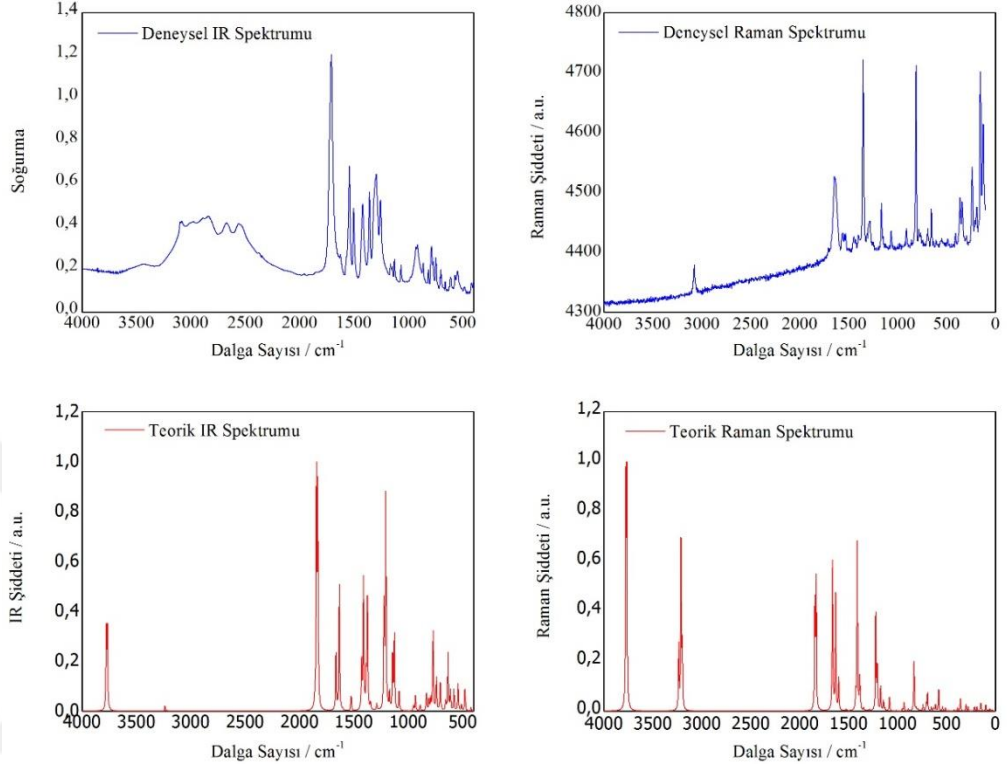 1,4
1,2
1,0
0,8
0,6
0,4
0,2
0,0
Soğurma
Deneysel IR Spektrumu
4000 3000 2500 2000 1500 1000 500
Dalga Sayısı / cm⁻¹
4800
4700
4600
4500
4400
4300
Raman Şiddeti / a.u.
Deneysel Raman Spektrumu
4000 3500 3000 2000 1500 1000 500 0
Dalga Sayısı / cm⁻¹
1,2
1,0
0,8
0,6
0,4
0,2
0,0
IR Şiddeti / a.u.
Teorik IR Spektrumu
4000 3000 2500 2000 1500 1000 500
Dalga Sayısı / cm⁻¹
1,2
1,0
0,8
0,6
0,4
0,2
0,0
Raman Şiddeti / a.u.
Teorik Raman Spektrumu
4000 3500 3000 2000 1500 1000 500 0
Dalga Sayısı / cm⁻¹